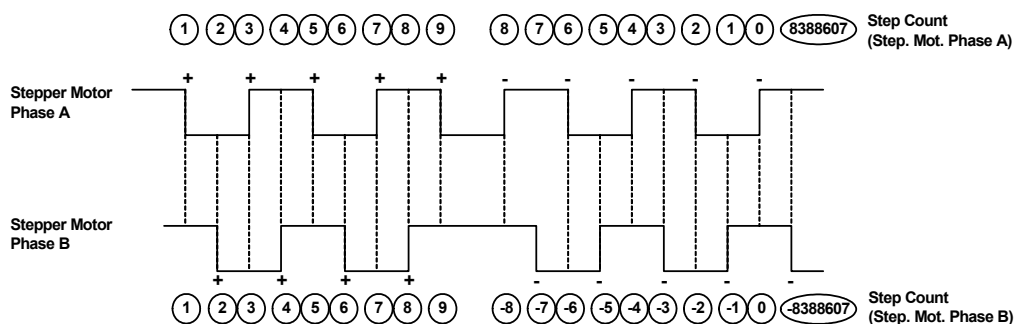 1 2 3 4 5 6 7 8 9 8 7 6 5 4 3 2 1 0 8388607
Step Count
(Step. Mot. Phase A)
+ + + + + - - - - -
Stepper Motor
Phase A
Stepper Motor
Phase B
+ + + + - - - - -
1 2 3 4 5 6 7 8 9 -8 -7 -6 -5 -4 -3 -2 -1 0 -8388607
Step Count
(Step. Mot. Phase B)